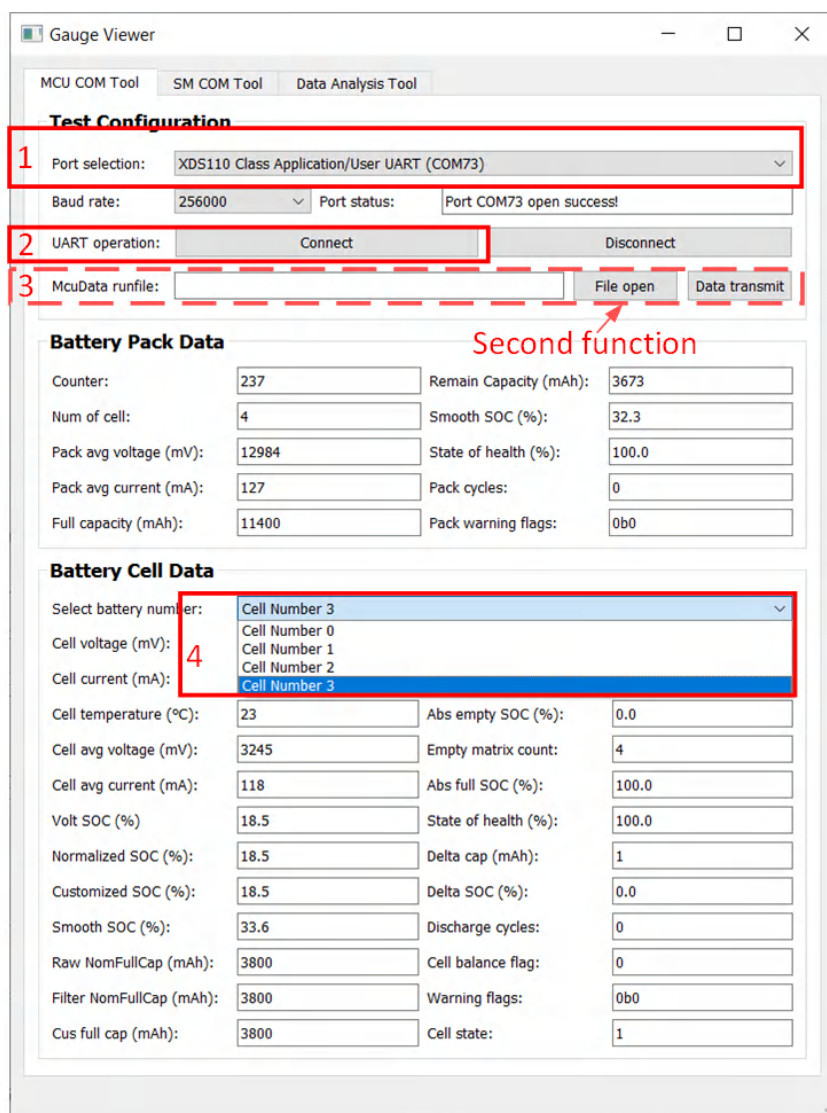 Gauge Viewer
MCU COM Tool SM COM Tool Data Analysis Tool
Test Configuration
1 Port selection: XDS110 Class Application/User UART (COM73)
Baud rate: 256000 Port status: Port COM73 open success!
2 UART operation: Connect Disconnect
3 McuData runfile: File open Data transmit
Second function
Battery Pack Data
Counter: 237 Remain Capacity (mAh): 3673
Num of cell: 4 Smooth SOC (%): 32.3
Pack avg voltage (mV): 12984 State of health (%): 100.0
Pack avg current (mA): 127 Pack cycles: 0
Full capacity (mAh): 11400 Pack warning flags: 0b0
Battery Cell Data
Select battery number: Cell Number 3
Cell Number 0
Cell voltage (mV): Cell Number 1
4 Cell Number 2
Cell current (mA): Cell Number 3
Cell temperature (ºC): 23 Abs empty SOC (%): 0.0
Cell avg voltage (mV): 3245 Empty matrix count: 4
Cell avg current (mA): 118 Abs full SOC (%): 100.0
Volt SOC (%) 18.5 State of health (%): 100.0
Normalized SOC (%): 18.5 Delta cap (mAh): 1
Customized SOC (%): 18.5 Delta SOC (%): 0.0
Smooth SOC (%): 33.6 Discharge cycles: 0
Raw NomFullCap (mAh): 3800 Cell balance flag: 0
Filter NomFullCap (mAh): 3800 Warning flags: 0b0
Cus full cap (mAh): 3800 Cell state: 1